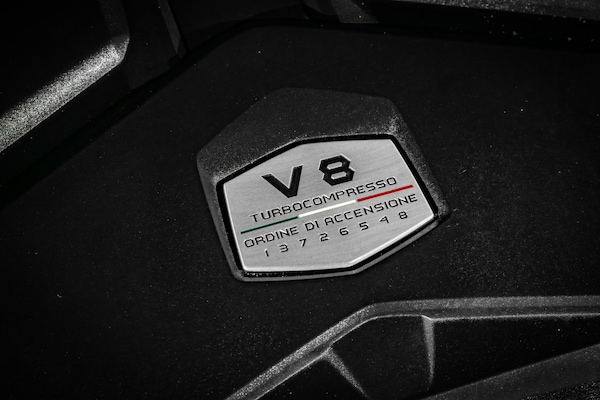 V8
TURBOCOMPRESSO
ORDINE DI ACCENSIONE
1 3 7 2 6 5 4 8